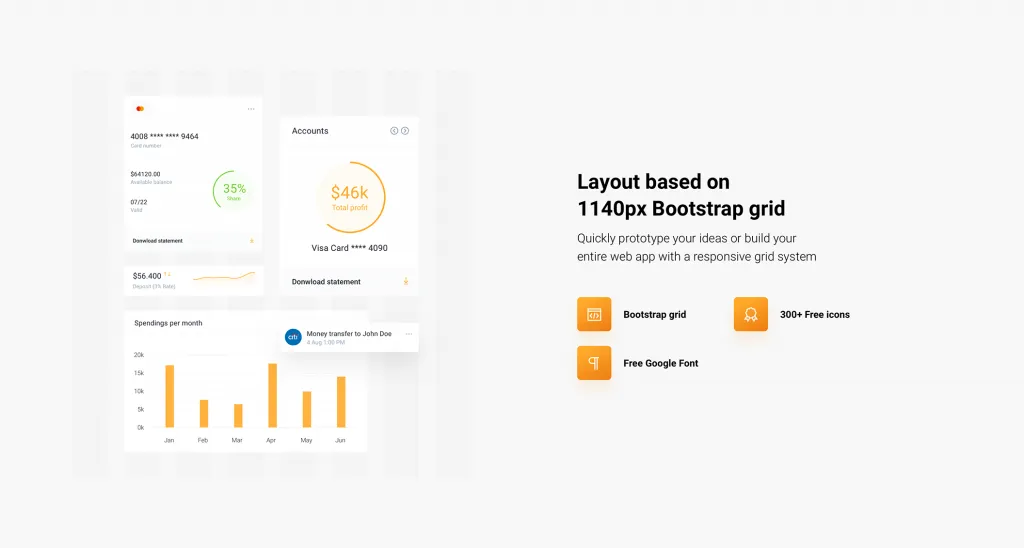 4008 **** **** 9464
Card number
$64120.00
Available balance
07/22
Valid
35%
Donwload statement
Accounts
$46k
Total profit
Visa Card **** 4090
Donwload statement
$56.400
Deposit (3% Rate)
Spendings per month
citi
Money transfer to John Doe
4 Aug 1:00 PM
20k
15k
10k
5k
0k
Jan Feb Mar Apr May Jun
Layout based on
1140px Bootstrap grid
Quickly prototype your ideas or build your
entire web app with a responsive grid system
Bootstrap grid
300+ Free icons
Free Google Font